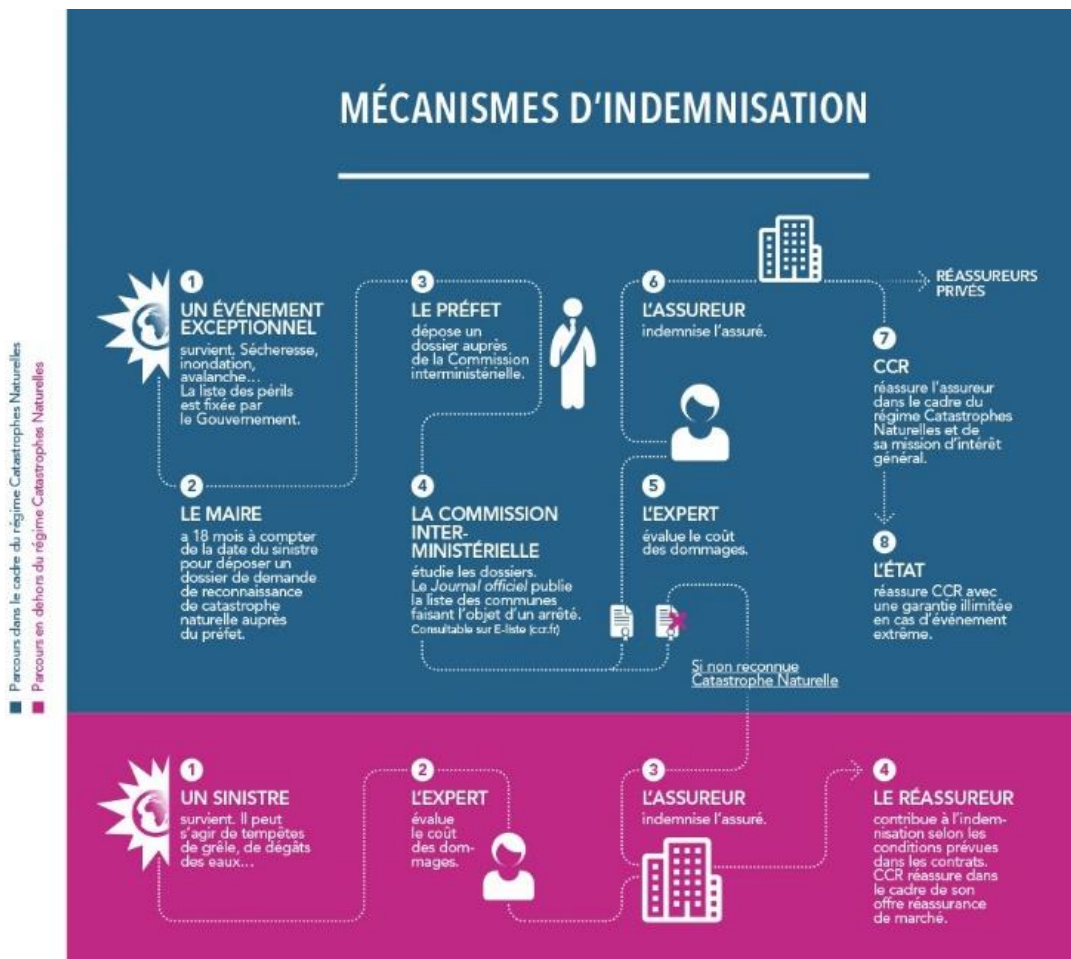 MÉCANISMES D'INDEMNISATION
1
UN ÉVÉNEMENT
EXCEPTIONNEL
survient. Sécheresse,
inondation,
avalanche…
La liste des périls
est fixée par
le Gouvernement.
2
LE MAIRE
a 18 mois à compter
de la date du sinistre
pour déposer un
dossier de demande
de reconnaissance
de catastrophe
naturelle auprès
du préfet.
3
LE PRÉFET
dépose un
dossier auprès
de la Commission
interministérielle.
4
LA COMMISSION
INTER-
MINISTÉRIELLE
étudie les dossiers.
Le Journal officiel publie
la liste des communes
faisant l'objet d'un arrêté.
Consultable sur E-liste (ccr.fr)
5
L'EXPERT
évalue le coût
des dommages.
6
L'ASSUREUR
indemnise l'assuré.
RÉASSUREURS
PRIVÉS
7
CCR
réassure l'assureur
dans le cadre du
régime Catastrophes
Naturelles et de
sa mission d'intérêt
général.
8
L'ÉTAT
réassure CCR avec
une garantie illimitée
en cas d'événement
extrême.
Si non reconnue
Catastrophe Naturelle
1
UN SINISTRE
survient. Il peut
s'agir de tempêtes
de grêle, de dégâts
des eaux…
2
L'EXPERT
évalue
le coût
des dom-
mages.
3
L'ASSUREUR
indemnise l'assuré.
4
LE RÉASSUREUR
contribue à l'indem-
nisation selon les
conditions prévues
dans les contrats.
CCR réassure dans
le cadre de son
offre réassurance
de marché.
Parcours dans le cadre du régime Catastrophes Naturelles
Parcours en dehors du régime Catastrophes Naturelles